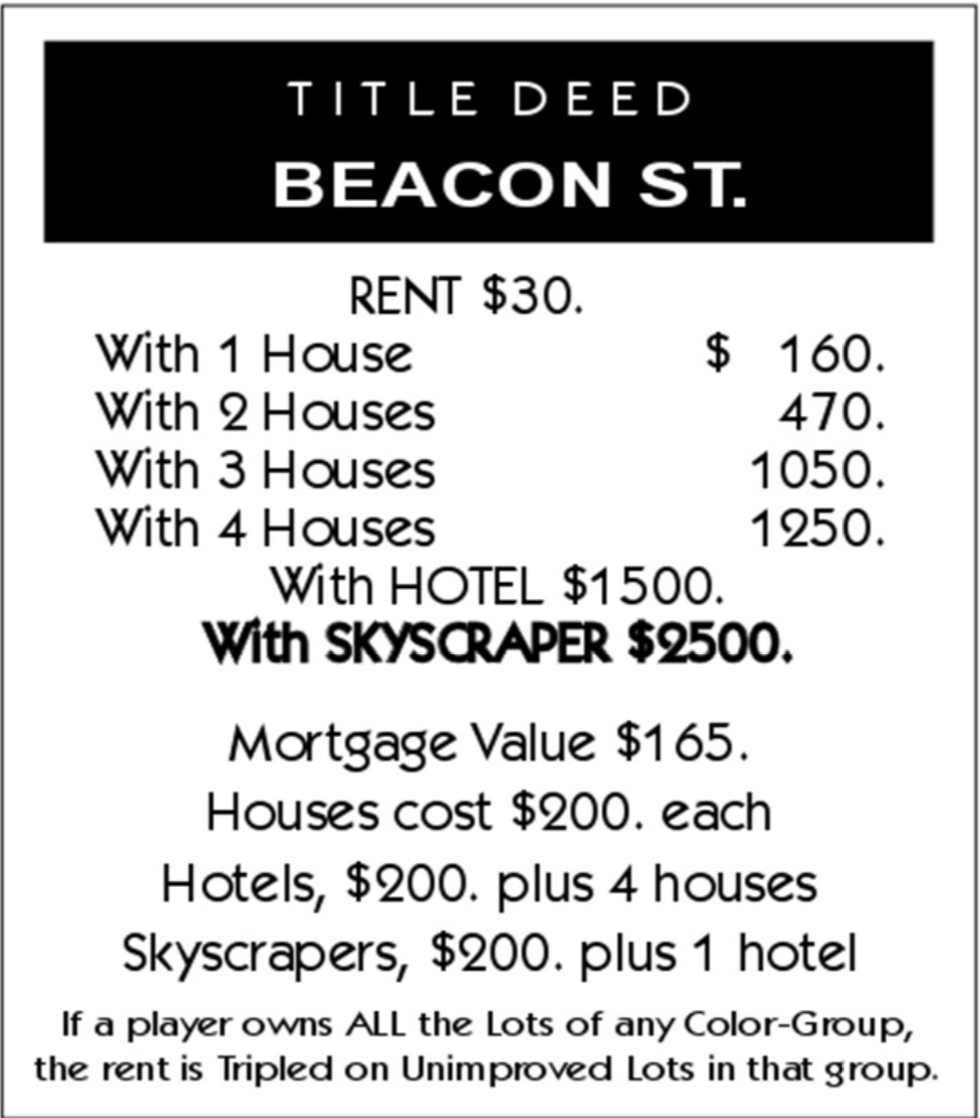 TITLE DEED
BEACON ST.
RENT $30.
With 1 House $ 160.
With 2 Houses 470.
With 3 Houses 1050.
With 4 Houses 1250.
With HOTEL $1500.
With SKYSCRAPER $2500.
Mortgage Value $165.
Houses cost $200. each
Hotels, $200. plus 4 houses
Skyscrapers, $200. plus 1 hotel
If a player owns ALL the Lots of any Color-Group,
the rent is Tripled on Unimproved Lots in that group.